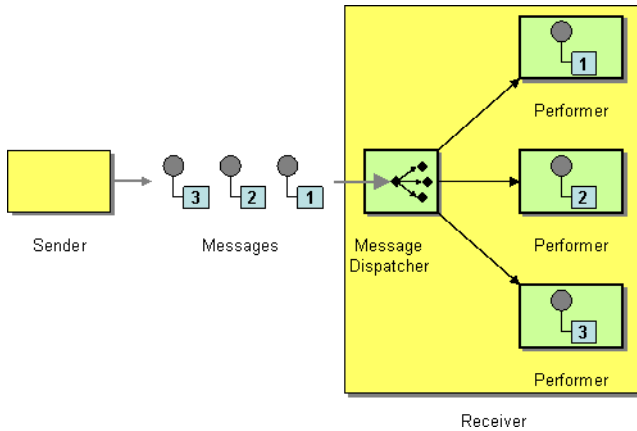 1
Performer
3
2
1
2
Sender
Messages
Message
Dispatcher
Performer
3
Performer
Receiver